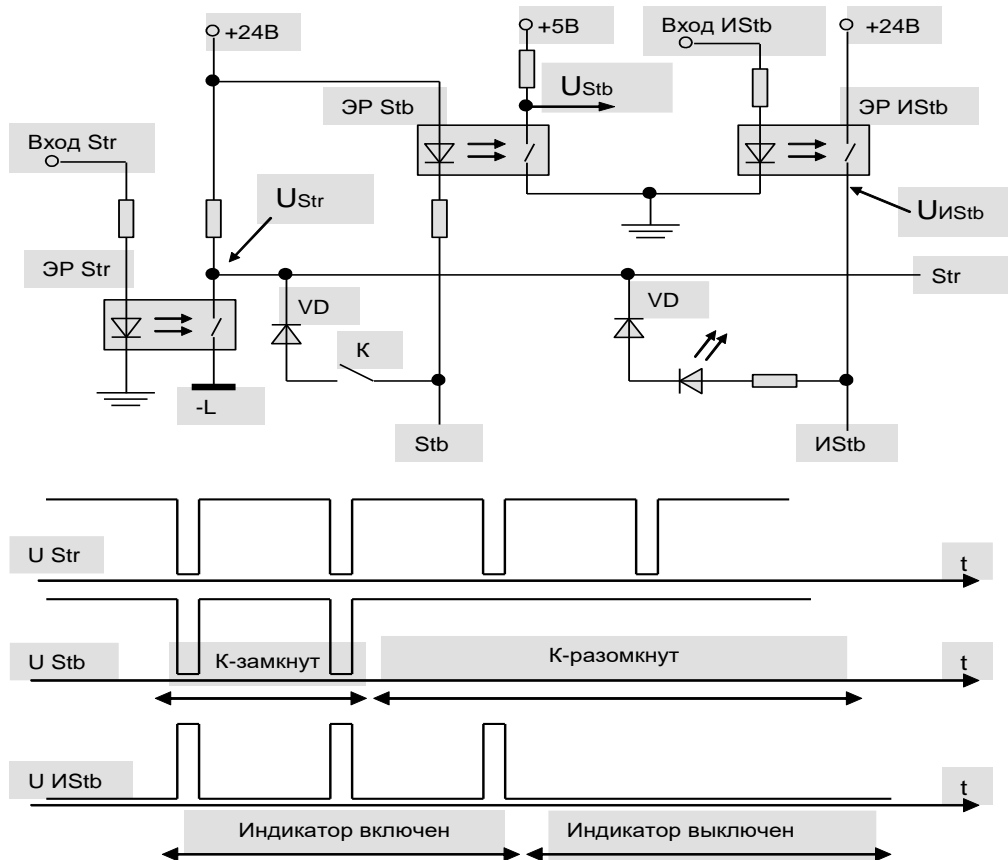 +24В
+5В
Вход ИStb
+24В
UStb
ЭР Stb
ЭР ИStb
Вход Str
UStr
UИStb
ЭР Str
Str
VD
VD
К
-L
Stb
ИStb
U Str
t
U Stb
К-замкнут
К-разомкнут
t
U ИStb
t
Индикатор включен
Индикатор выключен